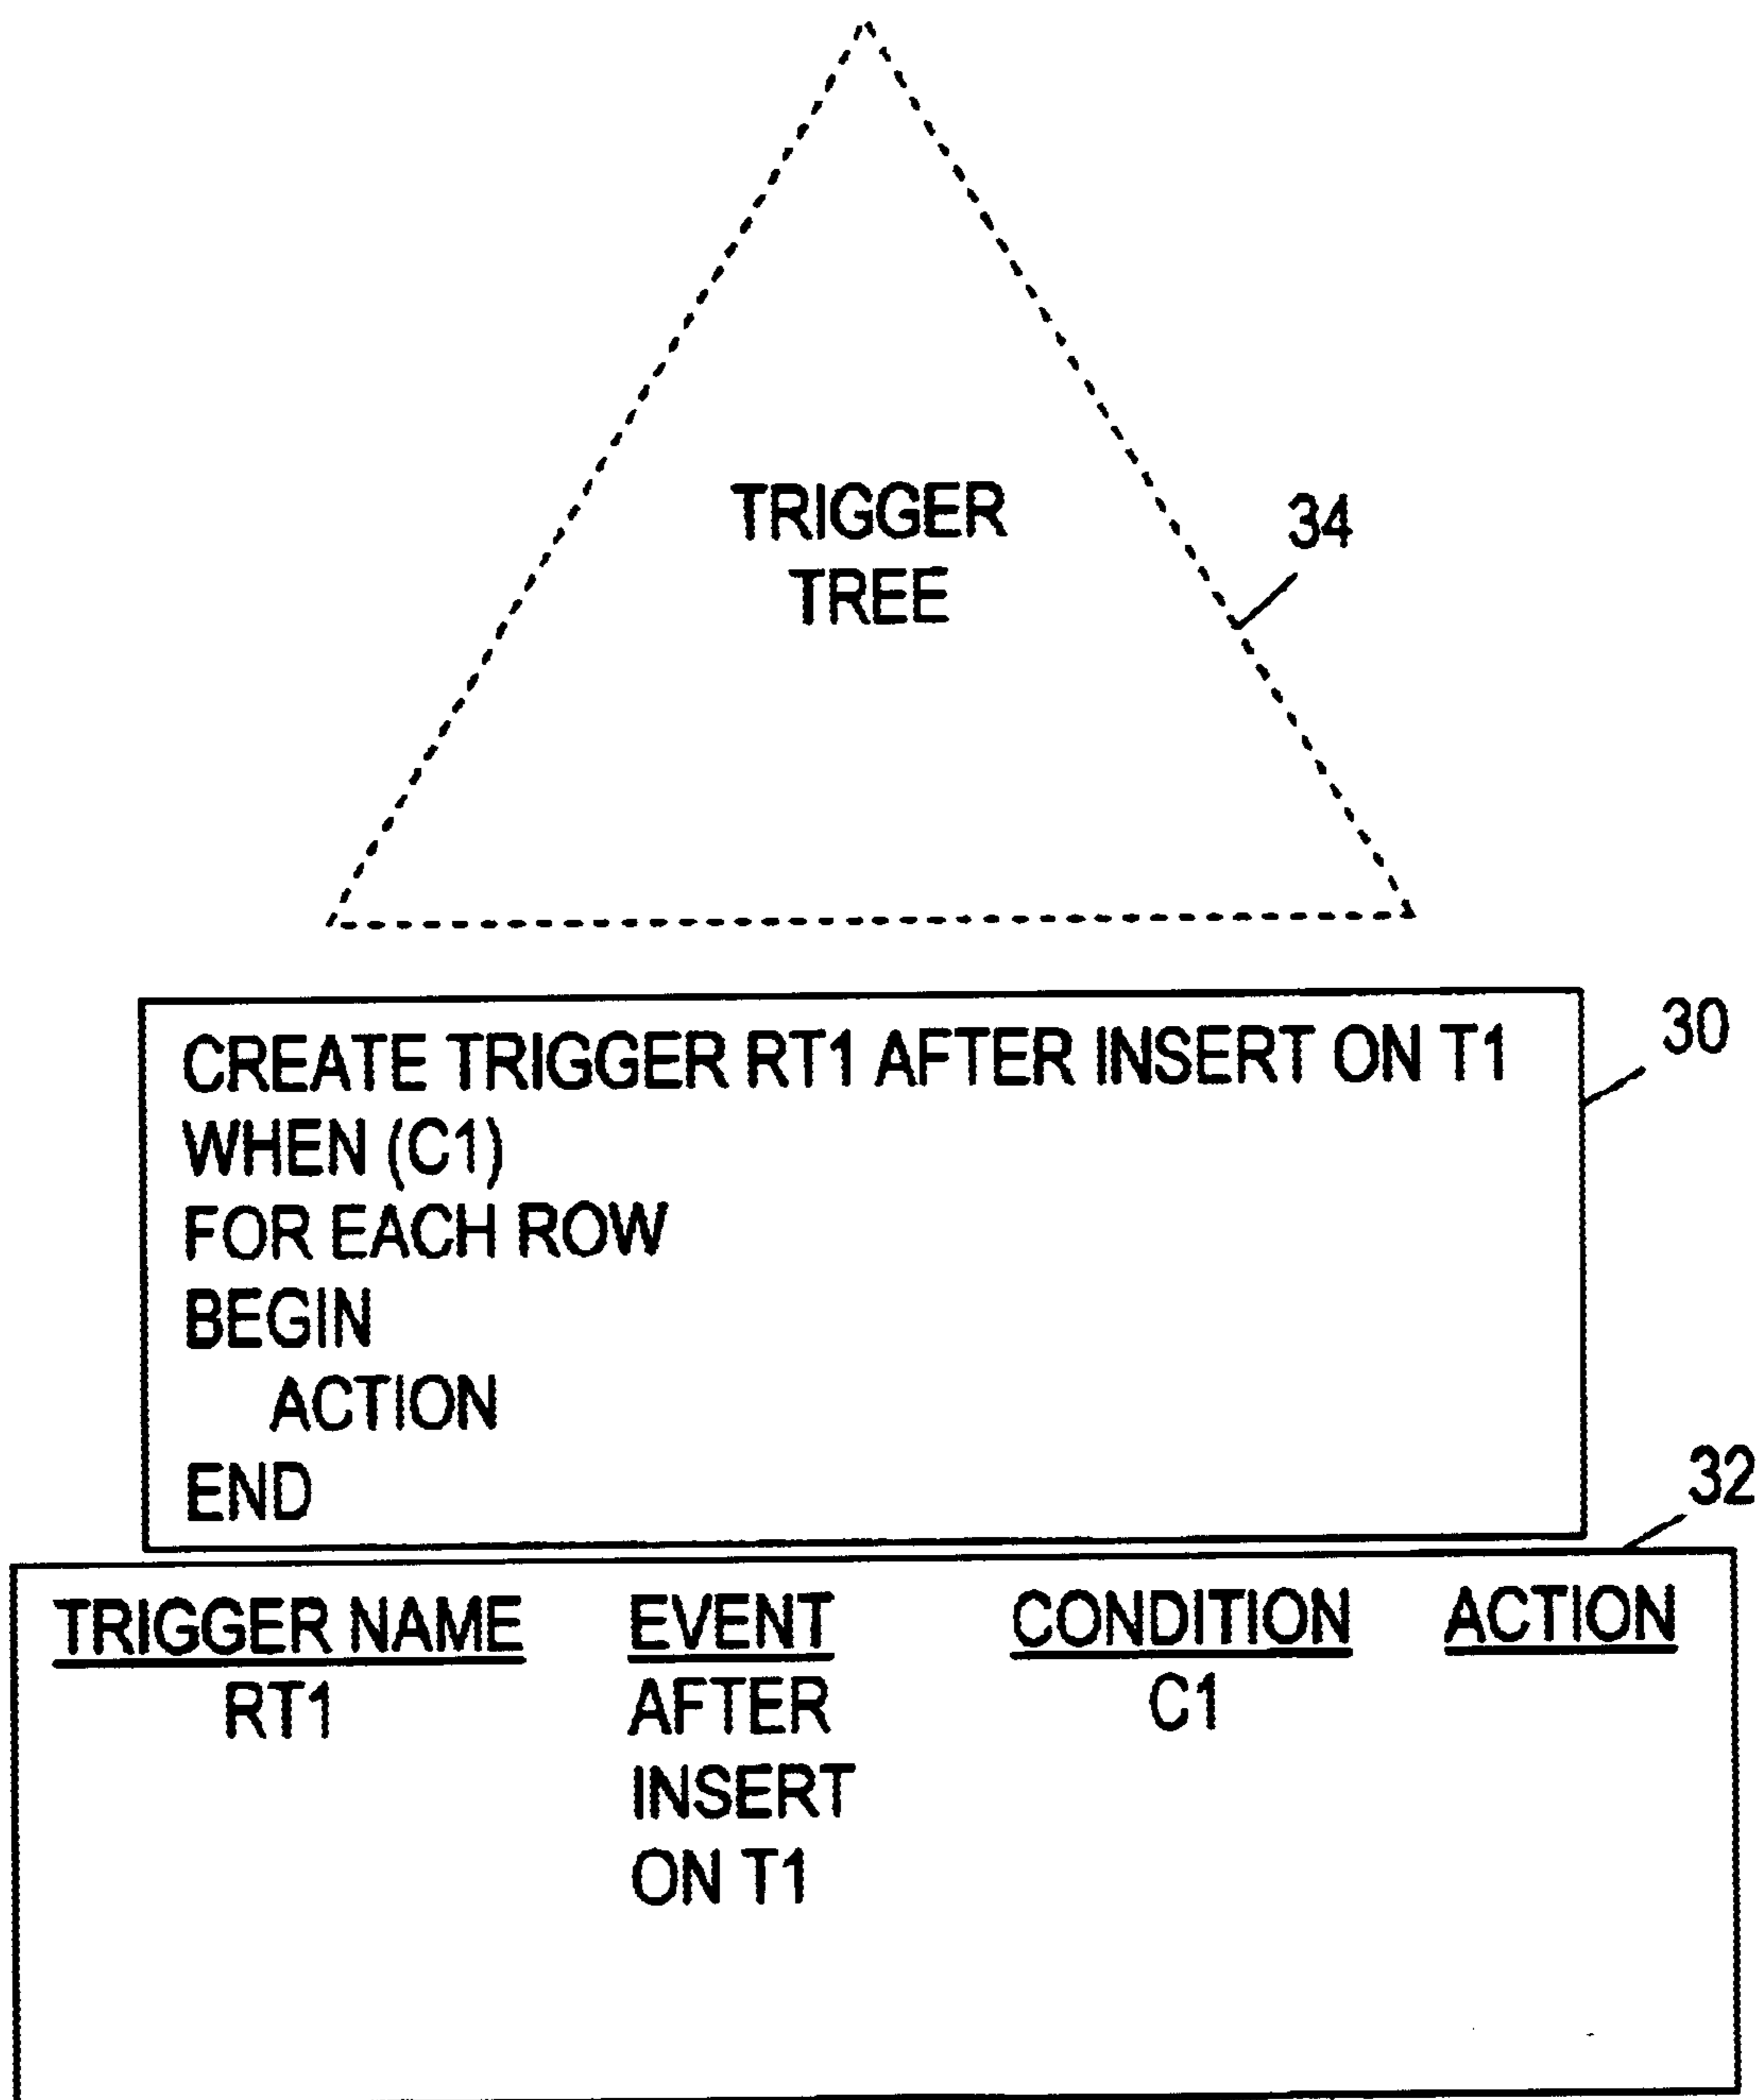 TRIGGER
TREE
34
CREATE TRIGGER RT1 AFTER INSERT ON T1
WHEN (C1)
FOR EACH ROW
BEGIN
ACTION
END
30
32
TRIGGER NAME EVENT CONDITION ACTION
RT1 AFTER C1
INSERT
ON T1